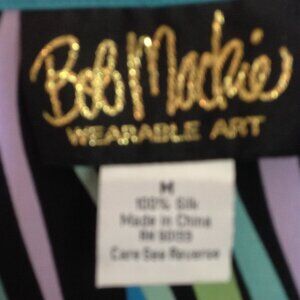 Bob Mackie
WEARABLE ART
M
100% Silk
Made in China
Care See Reverse